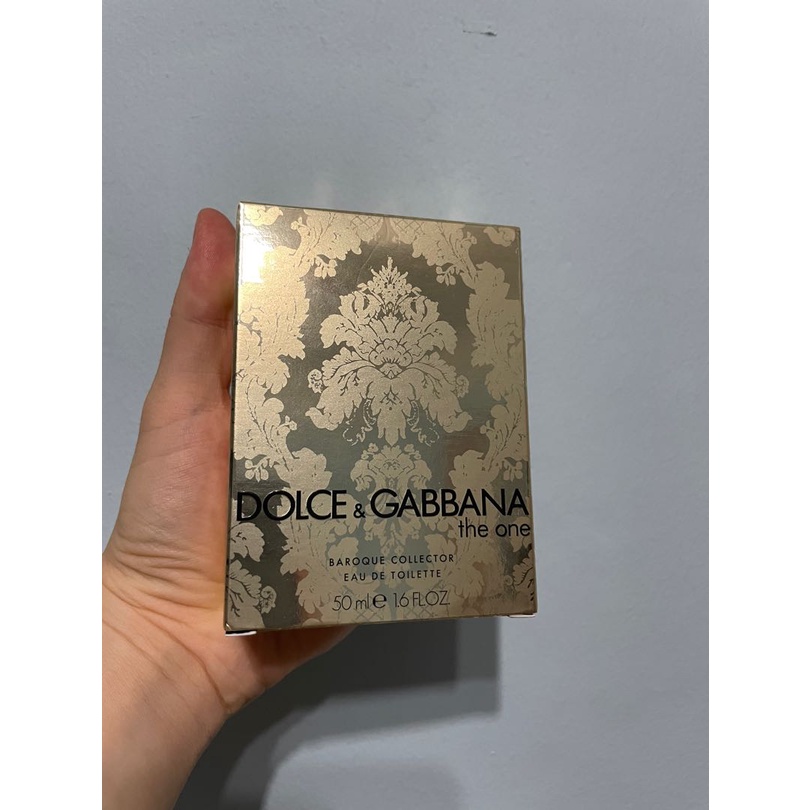 DOLCE & GABBANA
the one
BAROQUE COLLECTOR
EAU DE TOILETTE
50 ml e 1.6 FL.OZ.